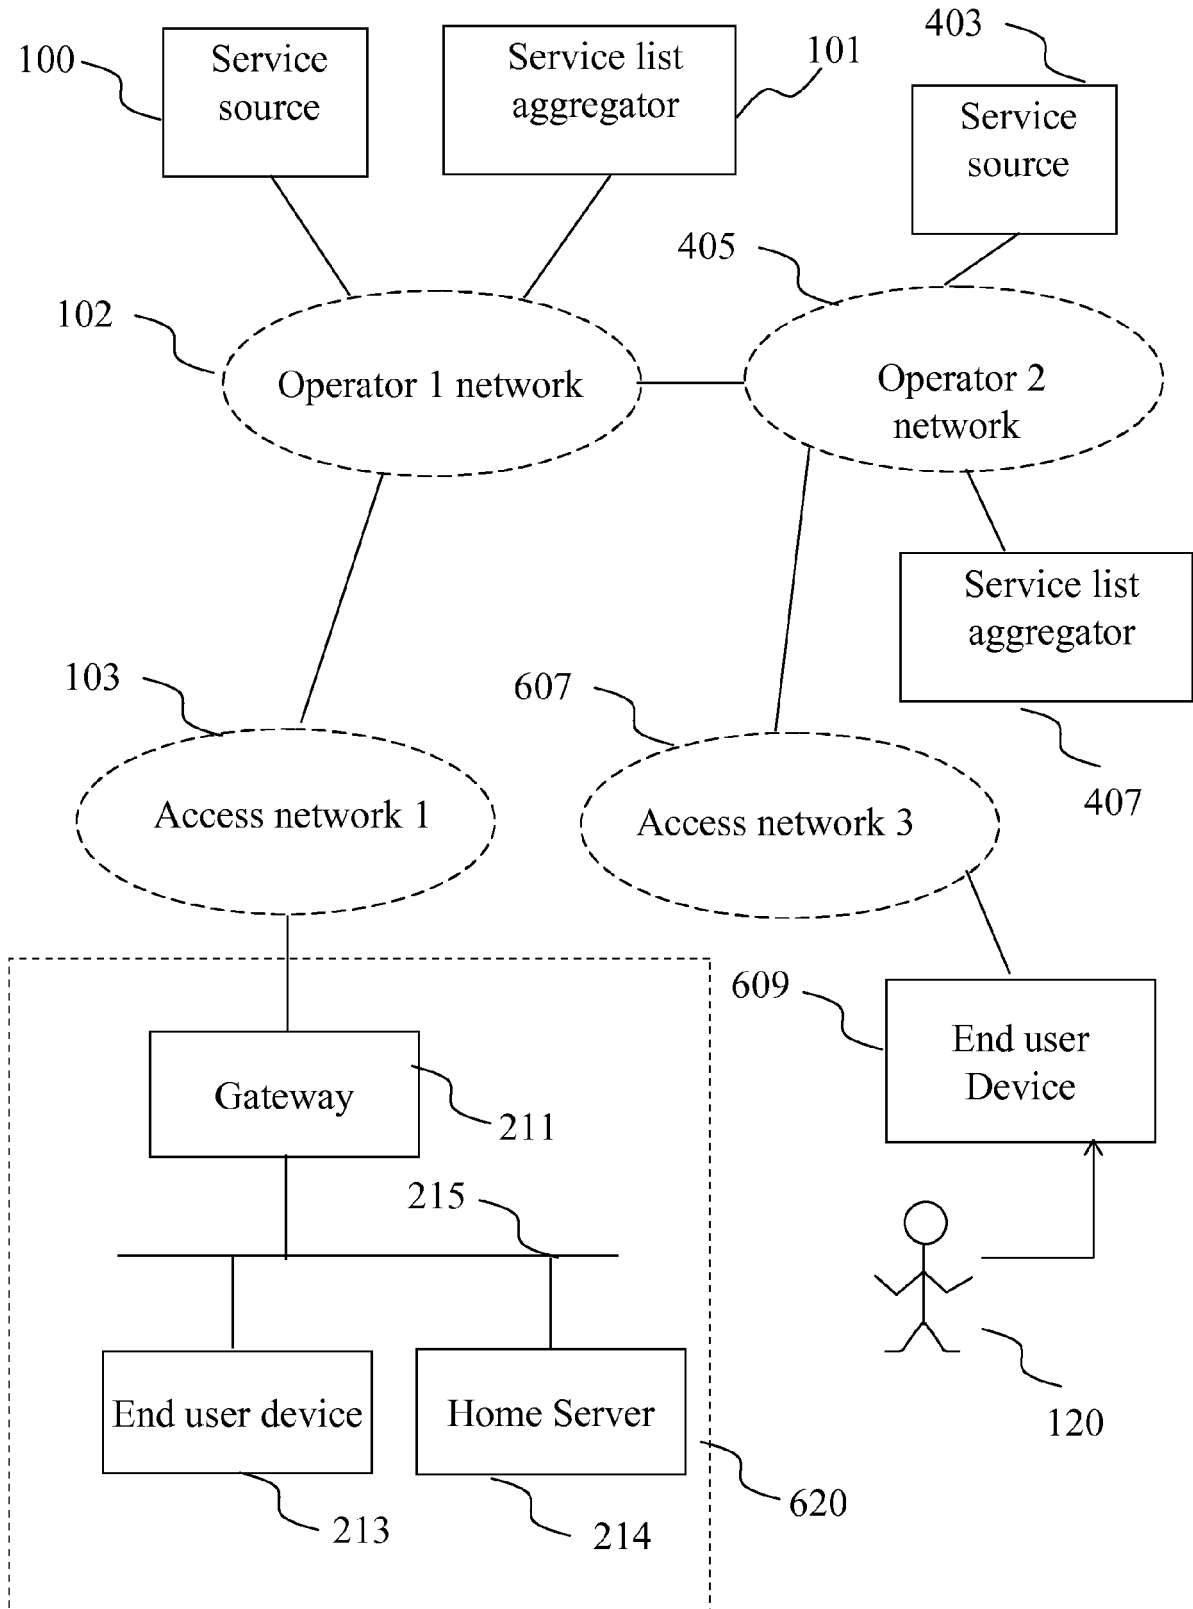 100
Service
source
Service list
aggregator
101
403
Service
source
405
102
Operator 1 network
Operator 2
network
Service list
aggregator
103
607
407
Access network 1
Access network 3
609
End user
Device
Gateway
211
215
End user device
Home Server
120
620
213
214